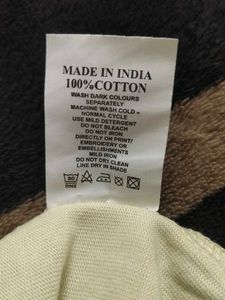 MADE IN INDIA
100%COTTON
WASH DARK COLOURS
SEPARATELY
MACHINE WASH COLD -
NORMAL CYCLE
USE MILD DETERGENT
DO NOT BLEACH
DO NOT IRON
DIRECTLY ON PRINT/
EMBROIDERY OR
EMBELLISHMENTS
MILD IRON
DO NOT DRY CLEAN
LINE DRY IN SHADE
30
RNS